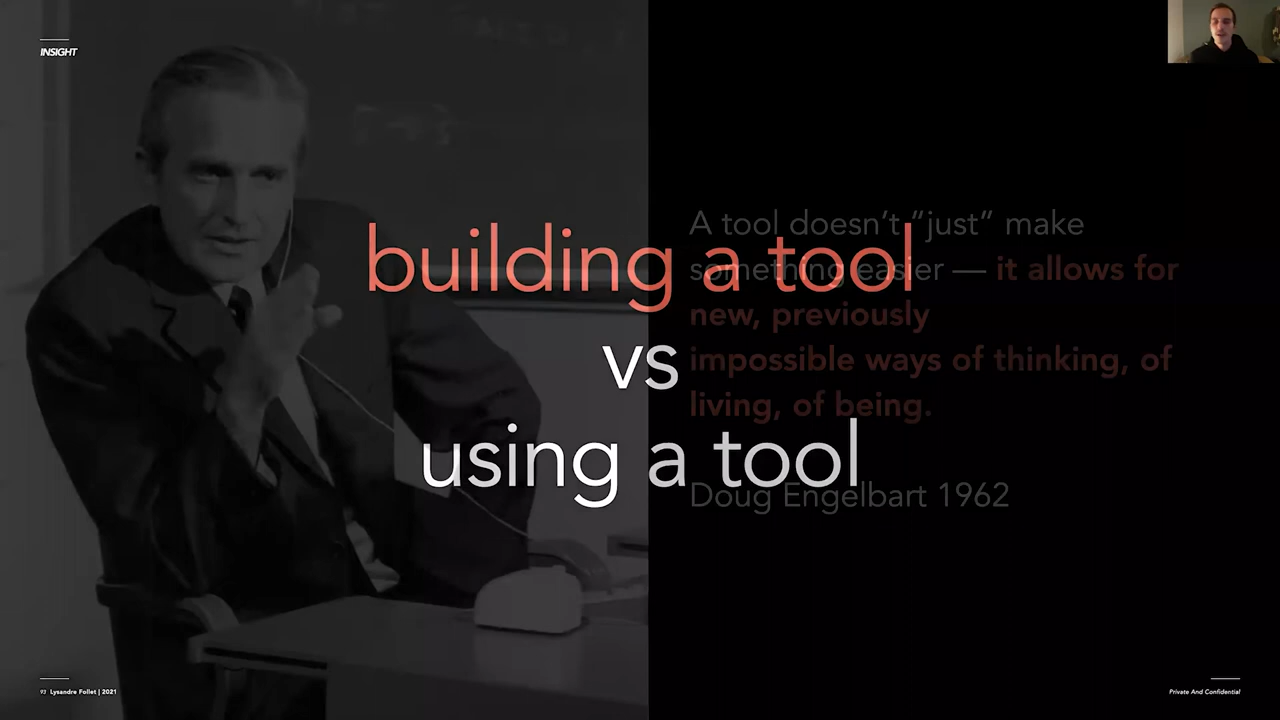 INSIGHT
building a tool
vs
using a tool
A tool doesn’t “just” make
something easier — it allows for
new, previously
impossible ways of thinking, of
living, of being.
Doug Engelbart 1962
93 Lysandre Follet | 2021
Private And Confidential